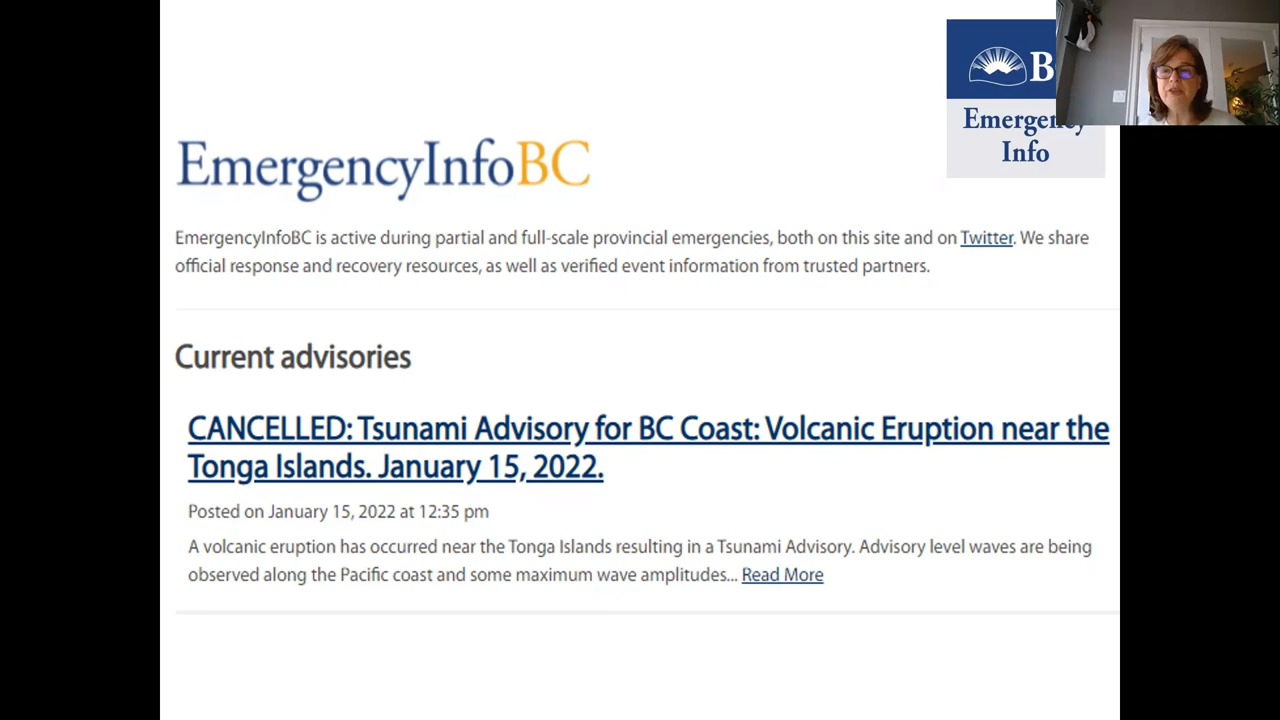 B
Emergency
Info
EmergencyInfoBC
EmergencyInfoBC is active during partial and full-scale provincial emergencies, both on this site and on Twitter. We share
official response and recovery resources, as well as verified event information from trusted partners.
Current advisories
CANCELLED: Tsunami Advisory for BC Coast: Volcanic Eruption near the
Tonga Islands. January 15, 2022.
Posted on January 15, 2022 at 12:35 pm
A volcanic eruption has occurred near the Tonga Islands resulting in a Tsunami Advisory. Advisory level waves are being
observed along the Pacific coast and some maximum wave amplitudes... Read More